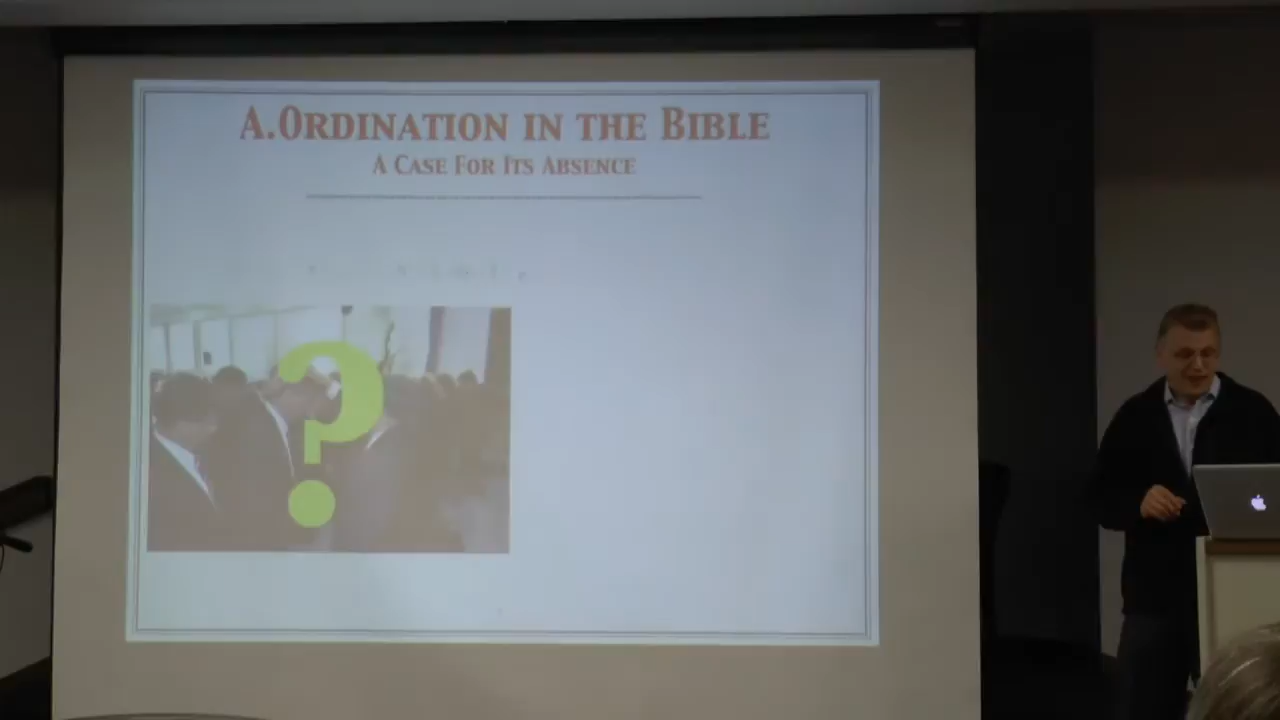 A.ORDINATION IN THE BIBLE
A CASE FOR ITS ABSENCE
?